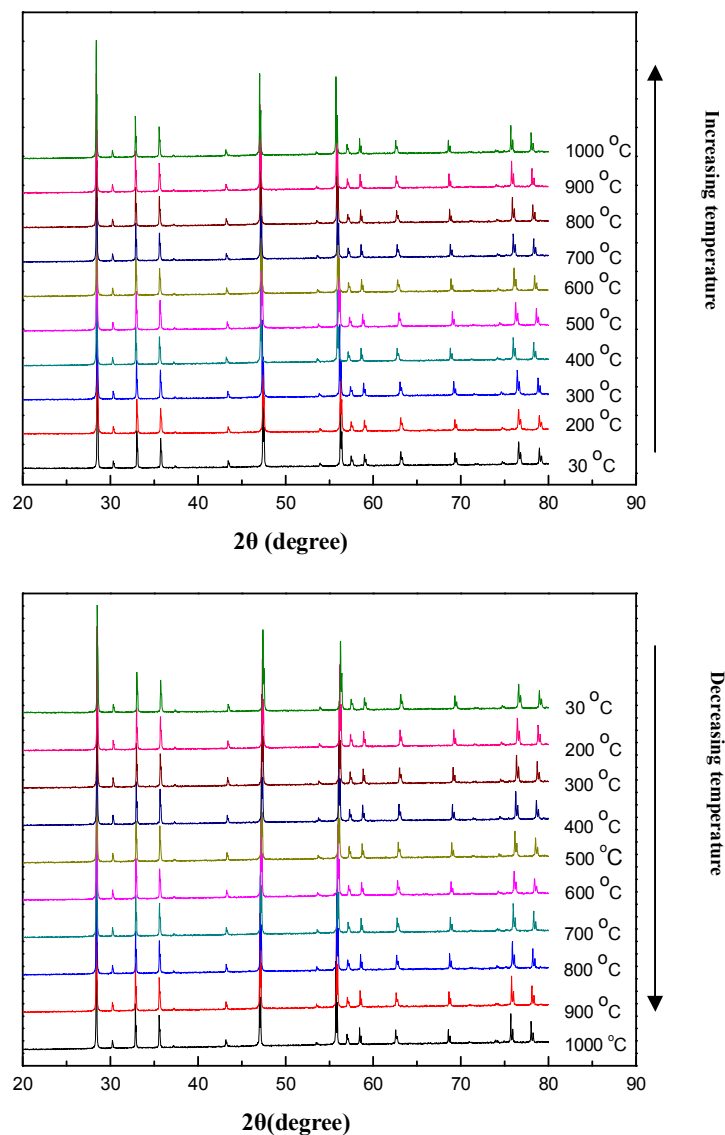 1000 °C
900 °C
800 °C
700 °C
600 °C
500 °C
400 °C
300 °C
200 °C
30 °C
20 30 40 50 60 70 80 90
2θ (degree)
Increasing temperature
30 °C
200 °C
300 °C
400 °C
500 °C
600 °C
700 °C
800 °C
900 °C
1000 °C
20 30 40 50 60 70 80 90
2θ(degree)
Decreasing temperature